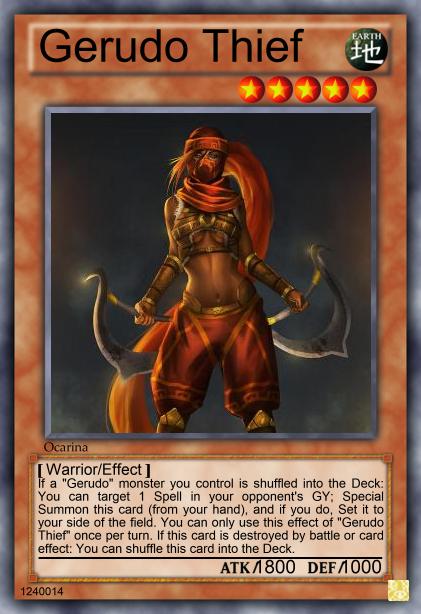 Gerudo Thief
EARTH
地
Ocarina
[ Warrior/Effect ]
If a "Gerudo" monster you control is shuffled into the Deck:
You can target 1 Spell in your opponent's GY; Special
Summon this card (from your hand), and if you do, Set it to
your side of the field. You can only use this effect of "Gerudo
Thief" once per turn. If this card is destroyed by battle or card
effect: You can shuffle this card into the Deck.
ATK/1800 DEF/1000
1240014